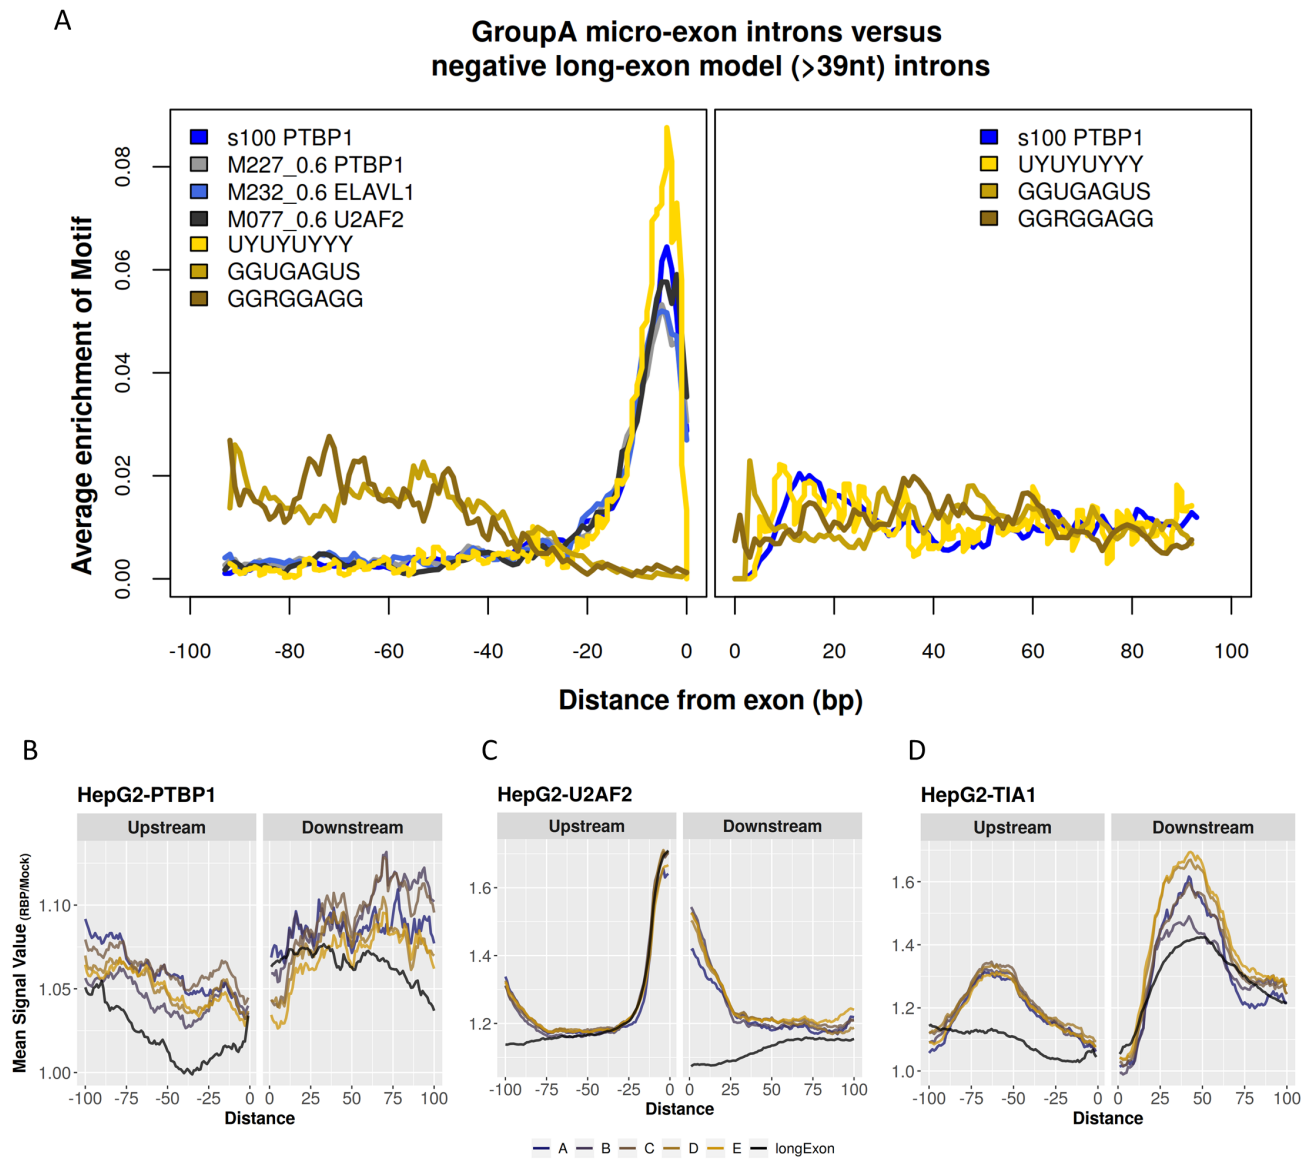 A
GroupA micro-exon introns versus
negative long-exon model (>39nt) introns
Average enrichment of Motif
0.00
0.02
0.04
0.06
0.08
s100 PTBP1
M227_0.6 PTBP1
M232_0.6 ELAVL1
M077_0.6 U2AF2
UYUYUYYY
GGUGAGUS
GGRGGAGG
s100 PTBP1
UYUYUYYY
GGUGAGUS
GGRGGAGG
-100 -80 -60 -40 -20 0 0 20 40 60 80 100
Distance from exon (bp)
B
HepG2-PTBP1
Upstream Downstream
Mean Signal Value (RBP/Mock)
1.10
1.05
1.00
-100 -75 -50 -25 0 0 25 50 75 100
Distance
C
HepG2-U2AF2
Upstream Downstream
1.6
1.4
1.2
-100 -75 -50 -25 0 0 25 50 75 100
Distance
D
HepG2-TIA1
Upstream Downstream
1.6
1.4
1.2
1.0
-100 -75 -50 -25 0 0 25 50 75 100
Distance
A B C D E longExon